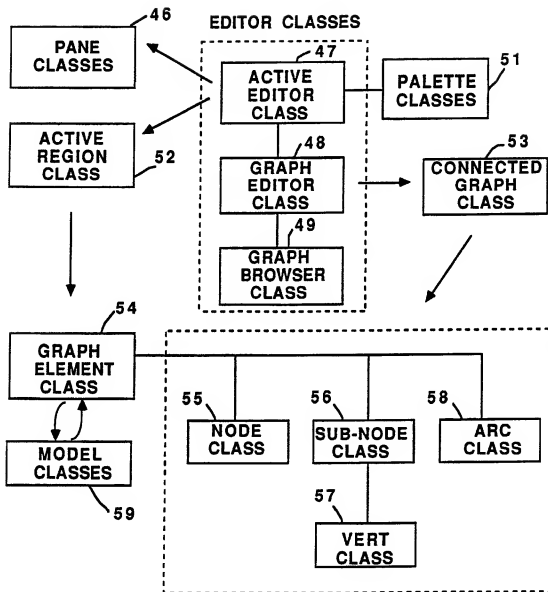 46
PANE
CLASSES
EDITOR CLASSES
47
ACTIVE
EDITOR
CLASS
51
PALETTE
CLASSES
ACTIVE
REGION
CLASS
52
48
GRAPH
EDITOR
CLASS
53
CONNECTED
GRAPH
CLASS
49
GRAPH
BROWSER
CLASS
54
GRAPH
ELEMENT
CLASS
55
NODE
CLASS
56
SUB-NODE
CLASS
58
ARC
CLASS
MODEL
CLASSES
59
57
VERT
CLASS